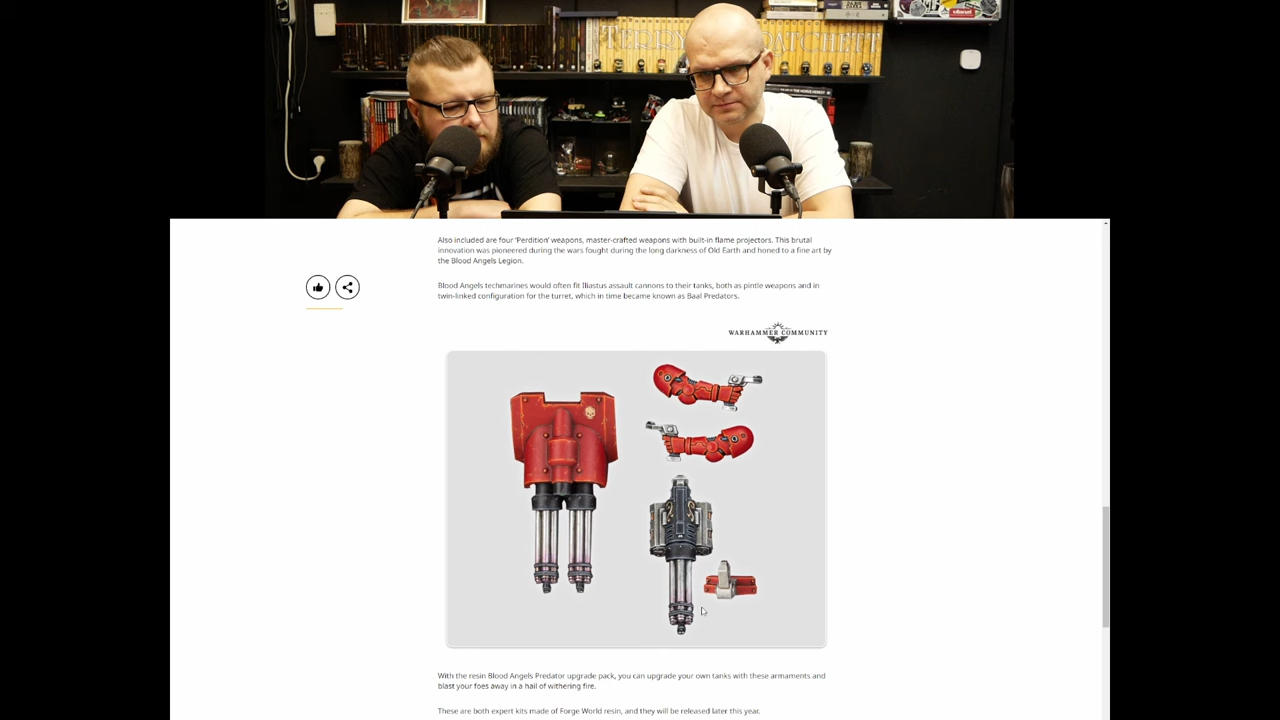 TERRY PRATCHETT
Also included are four 'Perdition' weapons, master-crafted weapons with built-in flame projectors. This brutal
innovation was pioneered during the wars fought during the long darkness of Old Earth and honed to a fine art by
the Blood Angels Legion.
Blood Angels techmarines would often fit Iliastus assault cannons to their tanks, both as pintle weapons and in
twin-linked configuration for the turret, which in time became known as Baal Predators.
WARHAMMER COMMUNITY
With the resin Blood Angels Predator upgrade pack, you can upgrade your own tanks with these armaments and
blast your foes away in a hail of withering fire.
These are both expert kits made of Forge World resin, and they will be released later this year.